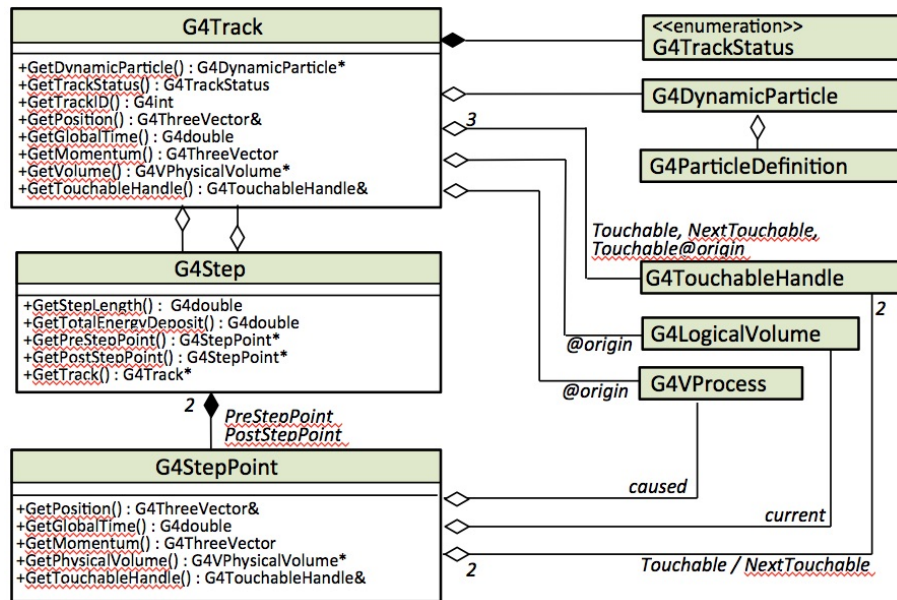 G4Track
+GetDynamicParticle() : G4DynamicParticle*
+GetTrackStatus() : G4TrackStatus
+GetTrackID() : G4int
+GetPosition() : G4ThreeVector&
+GetGlobalTime() : G4double
+GetMomentum() : G4ThreeVector
+GetVolume() : G4VPhysicalVolume*
+GetTouchableHandle() : G4TouchableHandle&
<<enumeration>>
G4TrackStatus
G4DynamicParticle
3
G4ParticleDefinition
Touchable, NextTouchable,
Touchable@origin
G4TouchableHandle
2
G4Step
+GetStepLength() : G4double
+GetTotalEnergyDeposit() : G4double
+GetPreStepPoint() : G4StepPoint*
+GetPostStepPoint() : G4StepPoint*
+GetTrack() : G4Track*
G4LogicalVolume
@origin
G4VProcess
@origin
2
PreStepPoint
PostStepPoint
G4StepPoint
+GetPosition() : G4ThreeVector&
+GetGlobalTime() : G4double
+GetMomentum() : G4ThreeVector
+GetPhysicalVolume() : G4VPhysicalVolume*
+GetTouchableHandle() : G4TouchableHandle&
caused
current
2
Touchable / NextTouchable